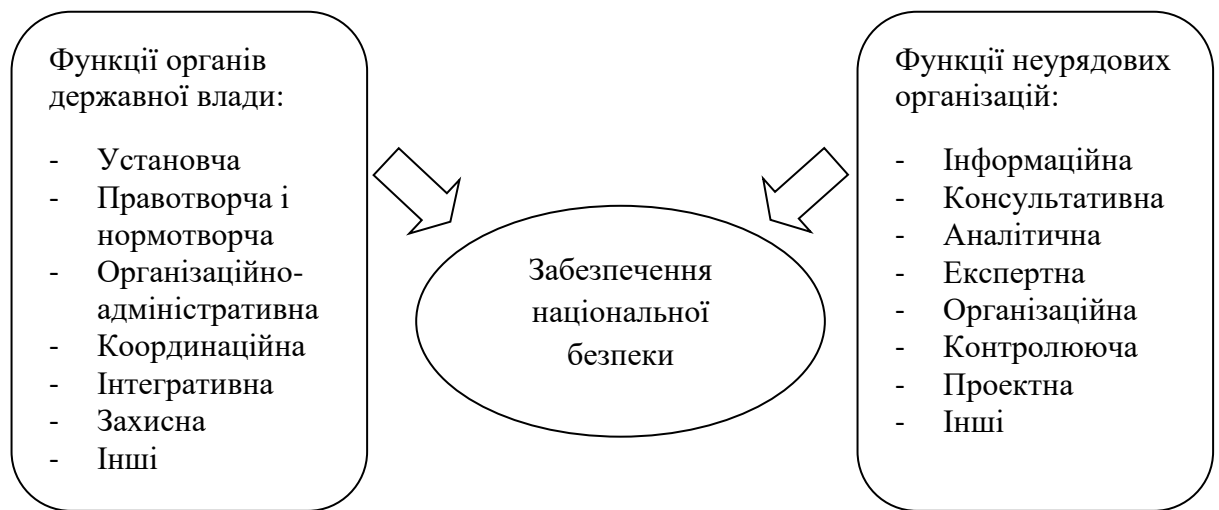 Функції органів
державної влади:
- Установча
- Правотворча і
нормотворча
- Організаційно-
адміністративна
- Координаційна
- Інтегративна
- Захисна
- Інші
Забезпечення
національної
безпеки
Функції неурядових
організацій:
- Інформаційна
- Консультативна
- Аналітична
- Експертна
- Організаційна
- Контролююча
- Проектна
- Інші